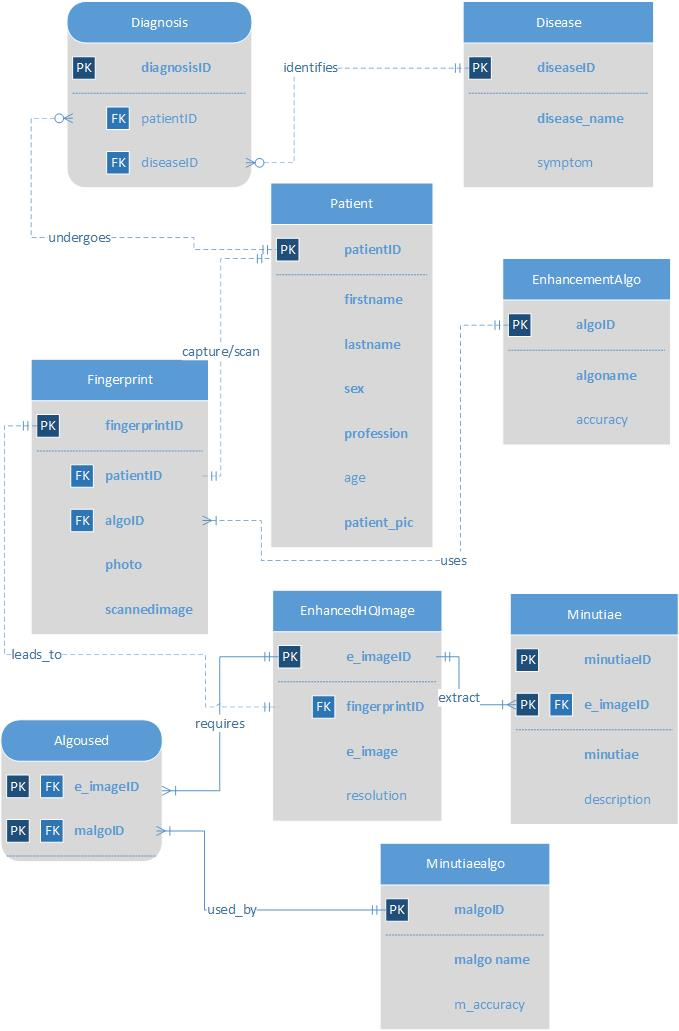 Diagnosis
PK diagnosisID
FK patientID
FK diseaseID
identifies
Disease
PK diseaseID
disease_name
symptom
undergoes
Patient
PK patientID
firstname
lastname
sex
profession
age
patient_pic
capture/scan
EnhancementAlgo
PK algoID
algoname
accuracy
Fingerprint
PK fingerprintID
FK patientID
FK algoID
photo
scannedimage
uses
leads_to
EnhancedHQImage
PK e_imageID
FK fingerprintID
e_image
resolution
extract
Minutiae
PK minutiaeID
PK FK e_imageID
minutiae
description
requires
Algoused
PK FK e_imageID
PK FK malgoID
used_by
Minutiaealgo
PK malgoID
malgo name
m_accuracy